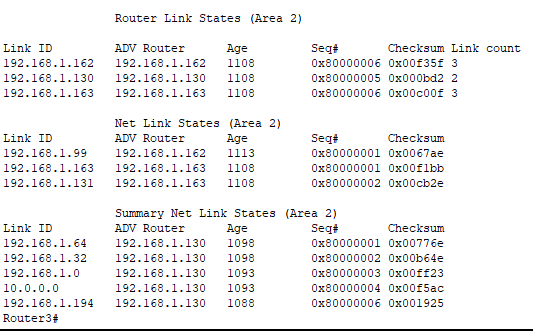 Router Link States (Area 2)
Link ID ADV Router Age Seq# Checksum Link count
192.168.1.162 192.168.1.162 1108 0x80000006 0x00f35f 3
192.168.1.130 192.168.1.130 1108 0x80000005 0x000bd2 2
192.168.1.163 192.168.1.163 1108 0x80000006 0x00c00f 3
Net Link States (Area 2)
Link ID ADV Router Age Seq# Checksum
192.168.1.99 192.168.1.162 1113 0x80000001 0x0067ae
192.168.1.163 192.168.1.163 1108 0x80000001 0x00f1bb
192.168.1.131 192.168.1.163 1108 0x80000002 0x00cb2e
Summary Net Link States (Area 2)
Link ID ADV Router Age Seq# Checksum
192.168.1.64 192.168.1.130 1098 0x80000001 0x00776e
192.168.1.32 192.168.1.130 1098 0x80000002 0x00b64e
192.168.1.0 192.168.1.130 1093 0x80000003 0x00ff23
10.0.0.0 192.168.1.130 1093 0x80000004 0x00f5ac
192.168.1.194 192.168.1.130 1088 0x80000006 0x001925
Router3#